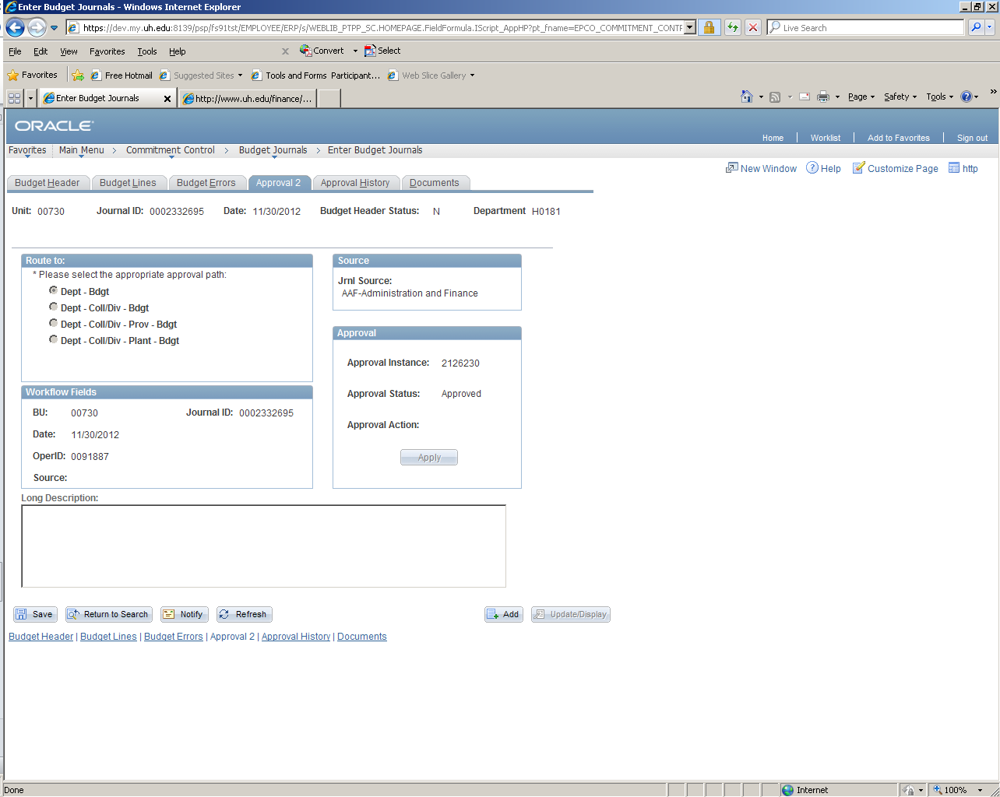 Enter Budget Journals - Windows Internet Explorer
https://dev.my.uh.edu:8139/psp/fs91tst/EMPLOYEE/ERP/s/WEBLIB_PTPP_SC.HOMEPAGE.FieldFormula.IScript_AppHP?pt_fname=EPCO_COMMITMENT_CONTR
Live Search
File Edit View Favorites Tools Help x Convert Select
Favorites Free Hotmail Suggested Sites Tools and Forms Participant... Web Slice Gallery
Enter Budget Journals http://www.uh.edu/finance/... Page Safety Tools
ORACLE
Home Worklist Add to Favorites Sign out
Favorites Main Menu > Commitment Control > Budget Journals > Enter Budget Journals
New Window Help Customize Page http
Budget Header Budget Lines Budget Errors Approval 2 Approval History Documents
Unit: 00730 Journal ID: 0002332695 Date: 11/30/2012 Budget Header Status: N Department H0181
Route to:
* Please select the appropriate approval path:
Dept - Bdgt
Dept - Coll/Div - Bdgt
Dept - Coll/Div - Prov - Bdgt
Dept - Coll/Div - Plant - Bdgt
Source
Jrnl Source:
AAF-Administration and Finance
Approval
Approval Instance: 2126230
Approval Status: Approved
Approval Action:
Apply
Workflow Fields
BU: 00730 Journal ID: 0002332695
Date: 11/30/2012
OperID: 0091887
Source:
Long Description:
Save Return to Search Notify Refresh Add Update/Display
Budget Header | Budget Lines | Budget Errors | Approval 2 | Approval History | Documents
Done Internet 100%